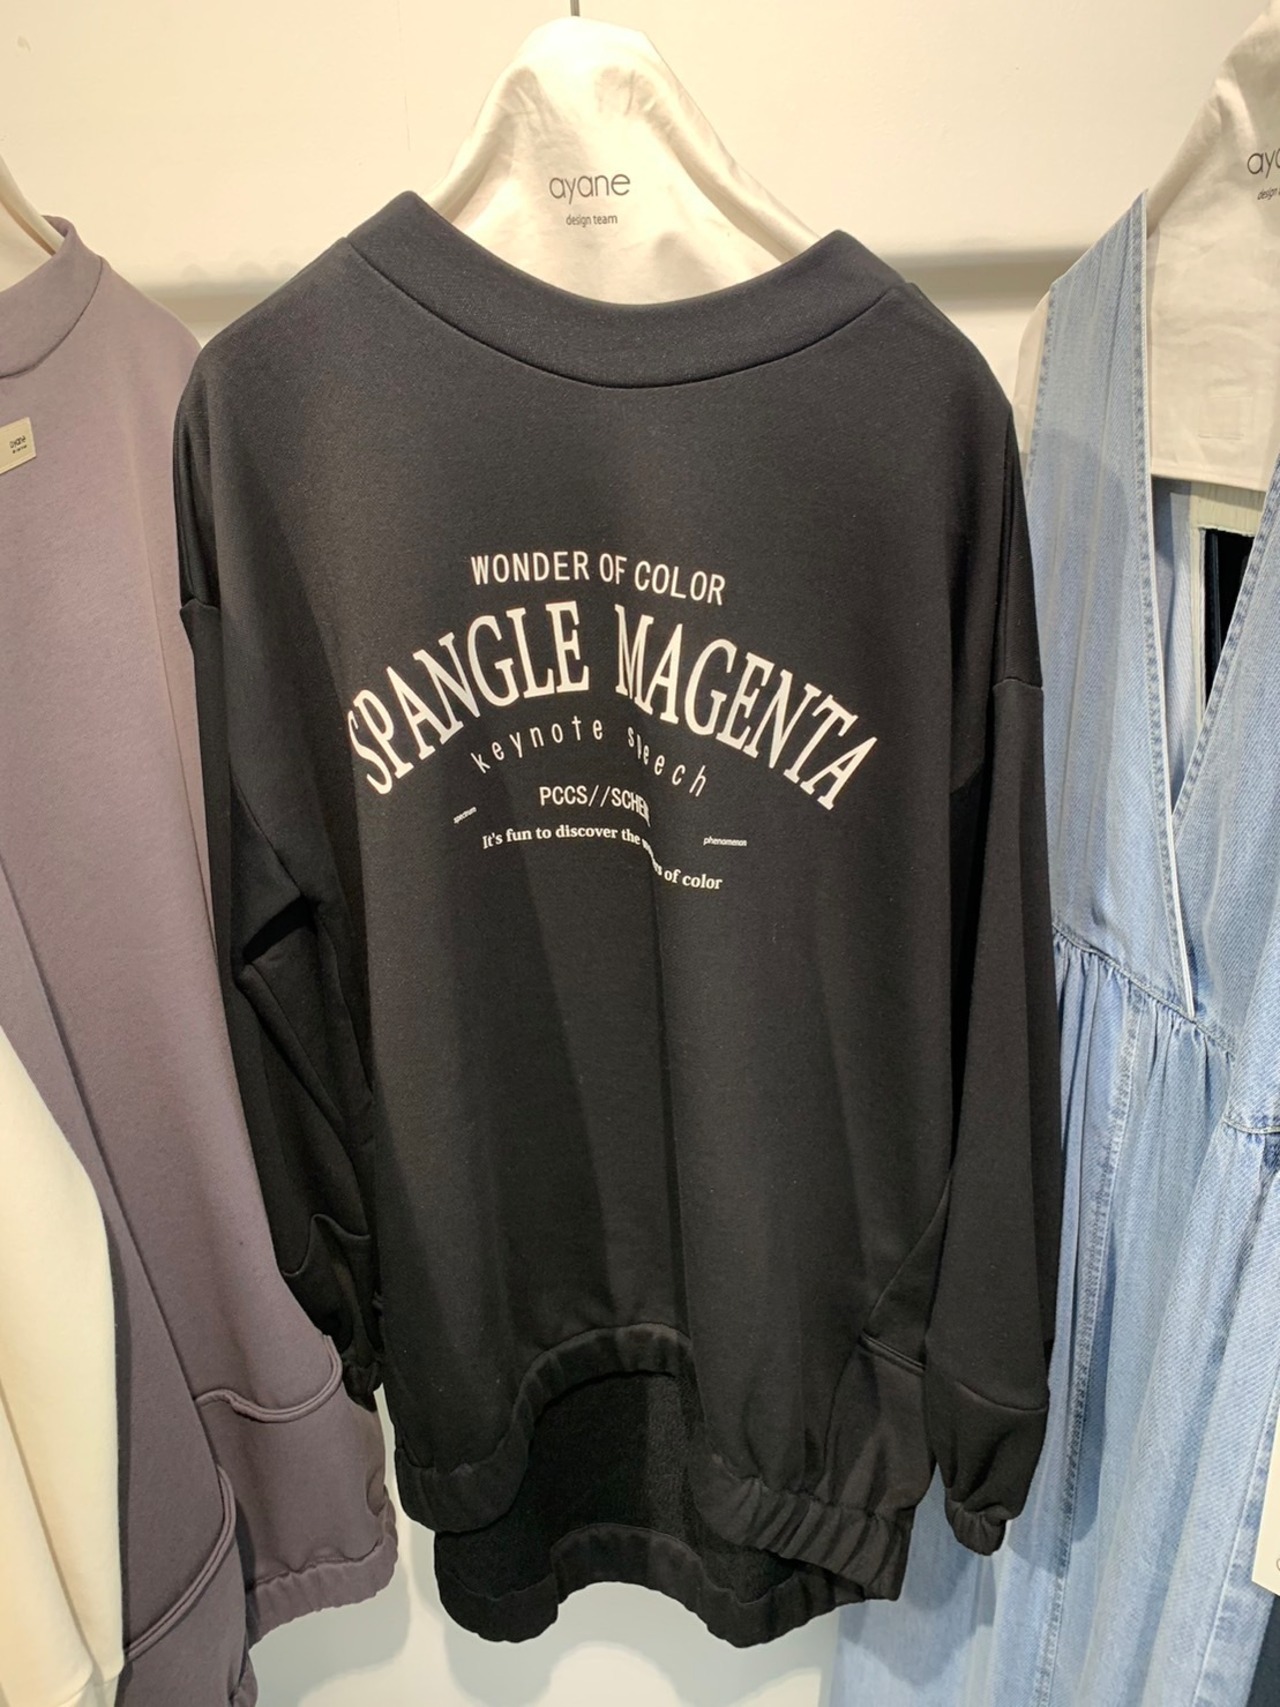 ayane
design team
ayane
WONDER OF COLOR
SPANGLE MAGENTA
keynote speech
PCCS//SCHEM
spectrum
phenomenon
It's fun to discover the
of color